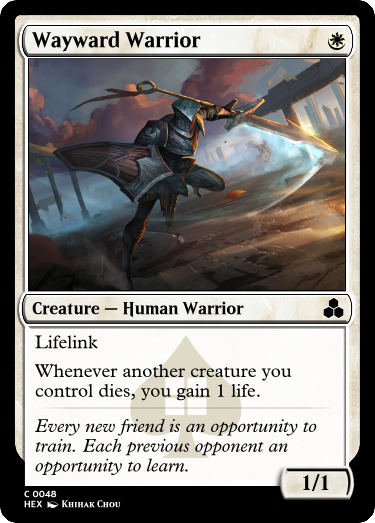 Wayward Warrior
Creature — Human Warrior
Lifelink
Whenever another creature you
control dies, you gain 1 life.
Every new friend is an opportunity to
train. Each previous opponent an
opportunity to learn.
1/1
C 0048
HEX Khihak Chou